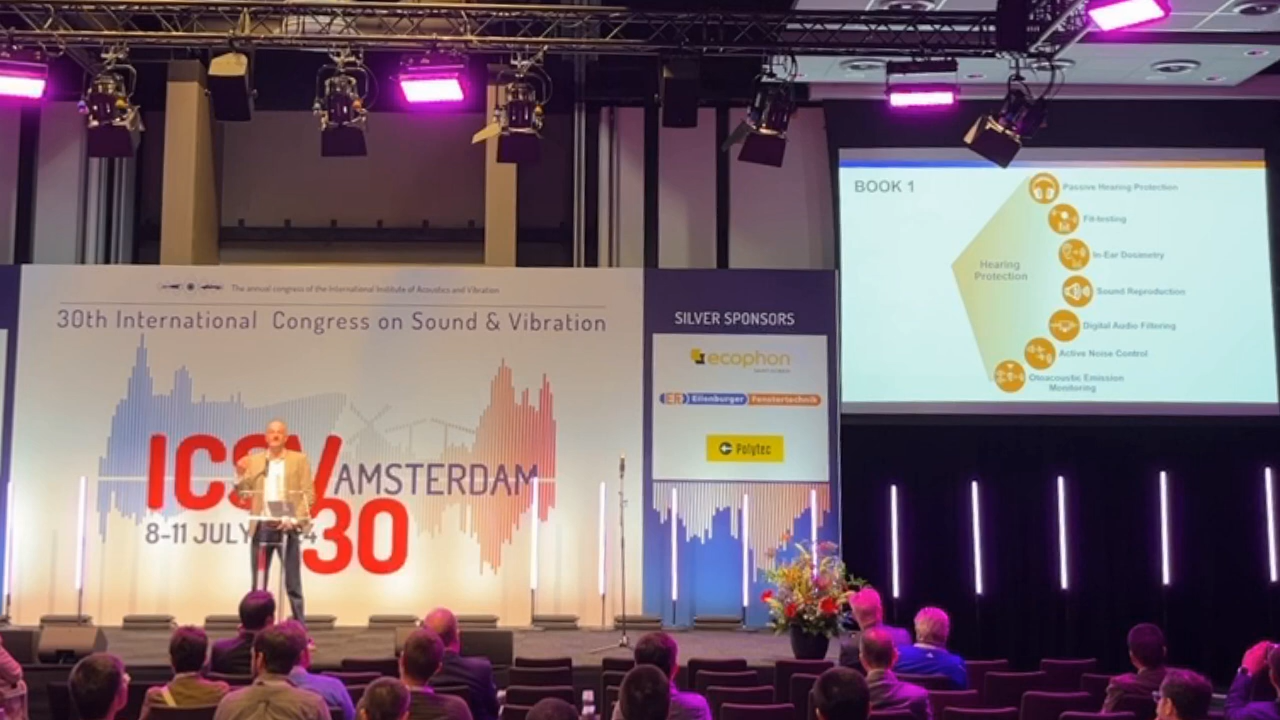 The annual congress of the International Institute of Acoustics and Vibration
30th International Congress on Sound & Vibration
ICSV AMSTERDAM
8-11 JULY 4 30
SILVER SPONSORS
ecophon
Eilenburger Fenstertechnik
Polytec
BOOK 1
Hearing
Protection
Passive Hearing Protection
Fit-testing
In-Ear Dosimetry
Sound Reproduction
Digital Audio Filtering
Active Noise Control
Otoacoustic Emission
Monitoring